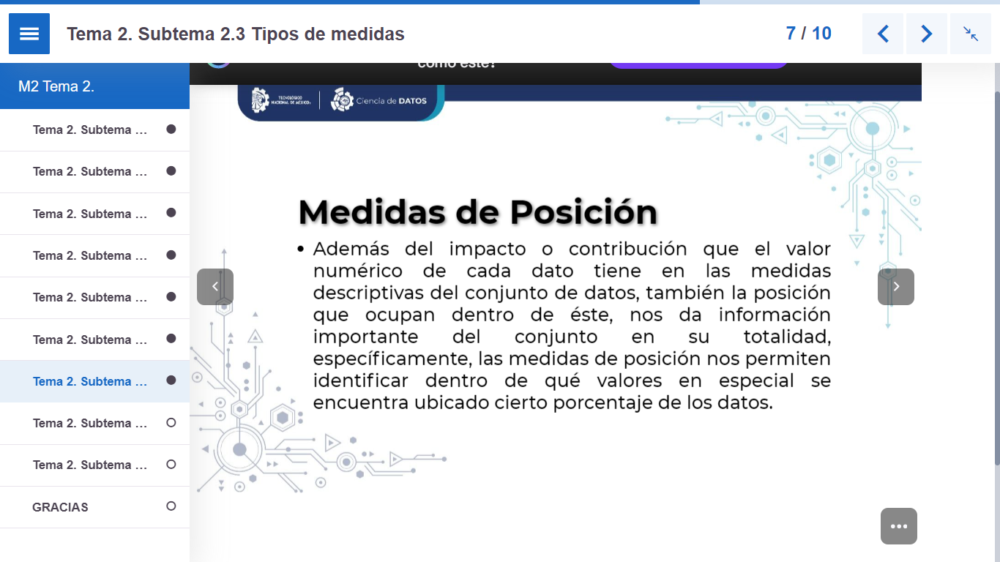 Tema 2. Subtema 2.3 Tipos de medidas
7 / 10
M2 Tema 2.
Tema 2. Subtema ...
Tema 2. Subtema ...
Tema 2. Subtema ...
Tema 2. Subtema ...
Tema 2. Subtema ...
Tema 2. Subtema ...
Tema 2. Subtema ...
Tema 2. Subtema ...
Tema 2. Subtema ...
GRACIAS
como este?
TECNOLÓGICO
NACIONAL DE MÉXICO
Ciencia de DATOS
Medidas de Posición
• Además del impacto o contribución que el valor
numérico de cada dato tiene en las medidas
descriptivas del conjunto de datos, también la posición
que ocupan dentro de éste, nos da información
importante del conjunto en su totalidad,
específicamente, las medidas de posición nos permiten
identificar dentro de qué valores en especial se
encuentra ubicado cierto porcentaje de los datos.